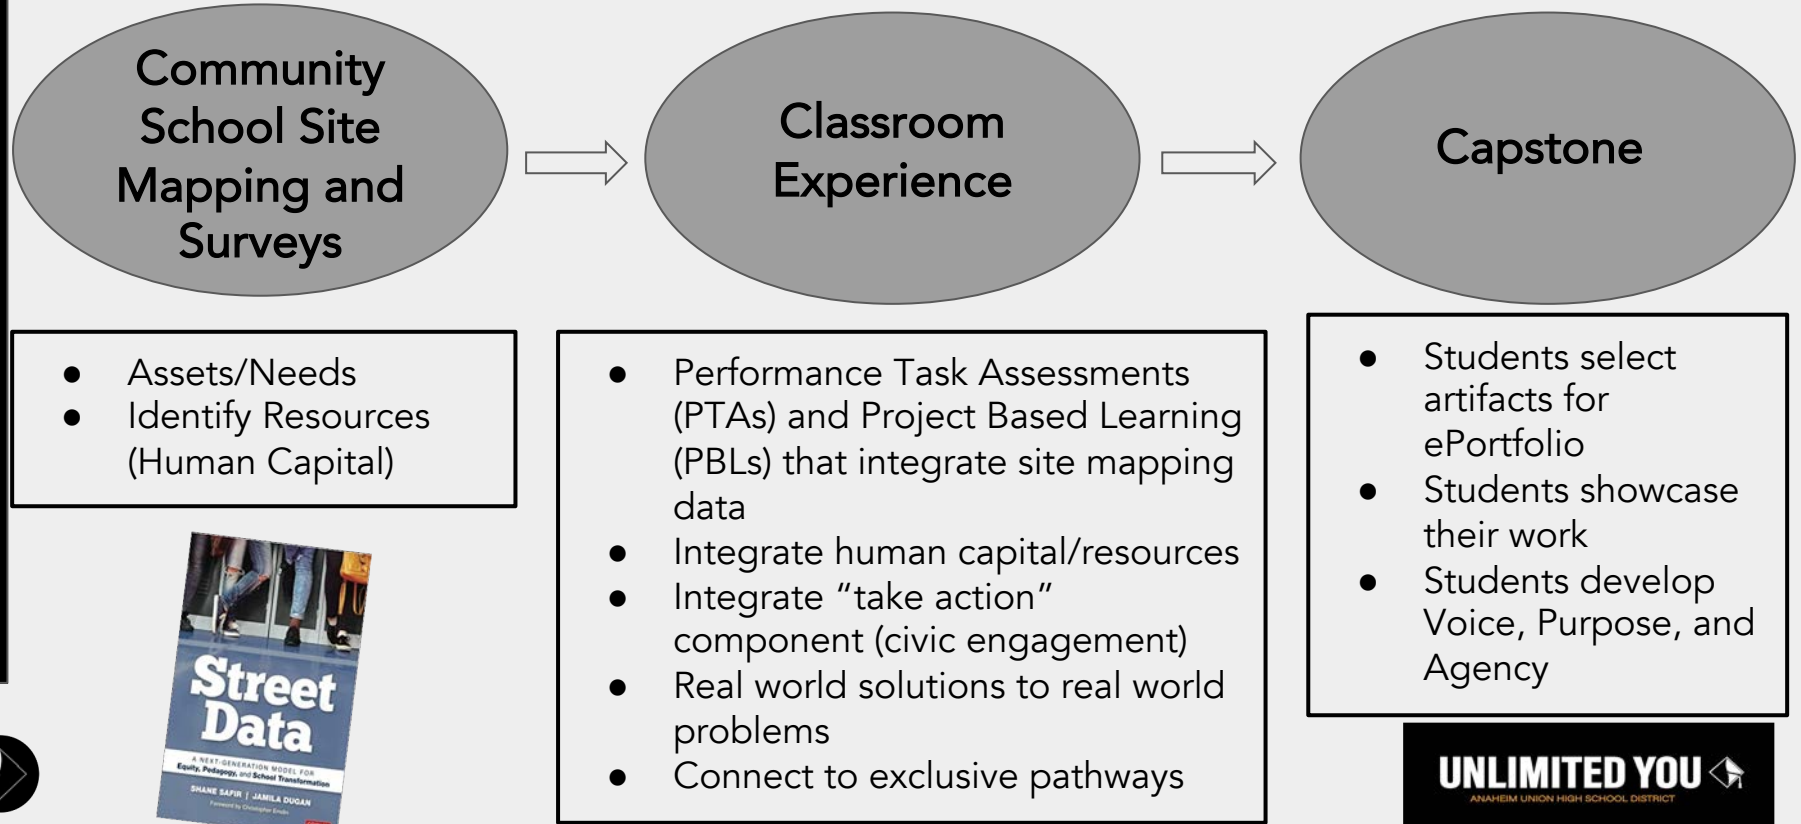 Community
School Site
Mapping and
Surveys
Classroom
Experience
Capstone
● Assets/Needs
● Identify Resources
(Human Capital)
● Performance Task Assessments
(PTAs) and Project Based Learning
(PBLs) that integrate site mapping
data
● Integrate human capital/resources
● Integrate “take action”
component (civic engagement)
● Real world solutions to real world
problems
● Connect to exclusive pathways
● Students select
artifacts for
ePortfolio
● Students showcase
their work
● Students develop
Voice, Purpose, and
Agency
Street
Data
A NEXT-GENERATION MODEL FOR
Equity, Pedagogy, and School Transformation
SHANE SAFIR | JAMILA DUGAN
Foreword by Christopher Emdin
UNLIMITED YOU
ANAHEIM UNION HIGH SCHOOL DISTRICT